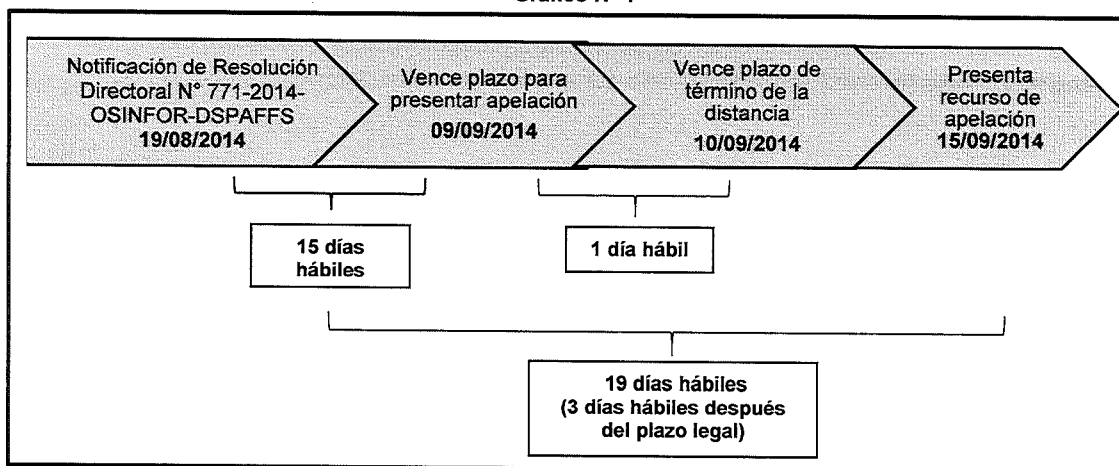 Notificación de Resolución
Directoral N° 771-2014-
OSINFOR-DSPAFFS
19/08/2014
Vence plazo para
presentar apelación
09/09/2014
Vence plazo de
término de la
distancia
10/09/2014
Presenta
recurso de
apelación
15/09/2014
15 días
hábiles
1 día hábil
19 días hábiles
(3 días hábiles después
del plazo legal)